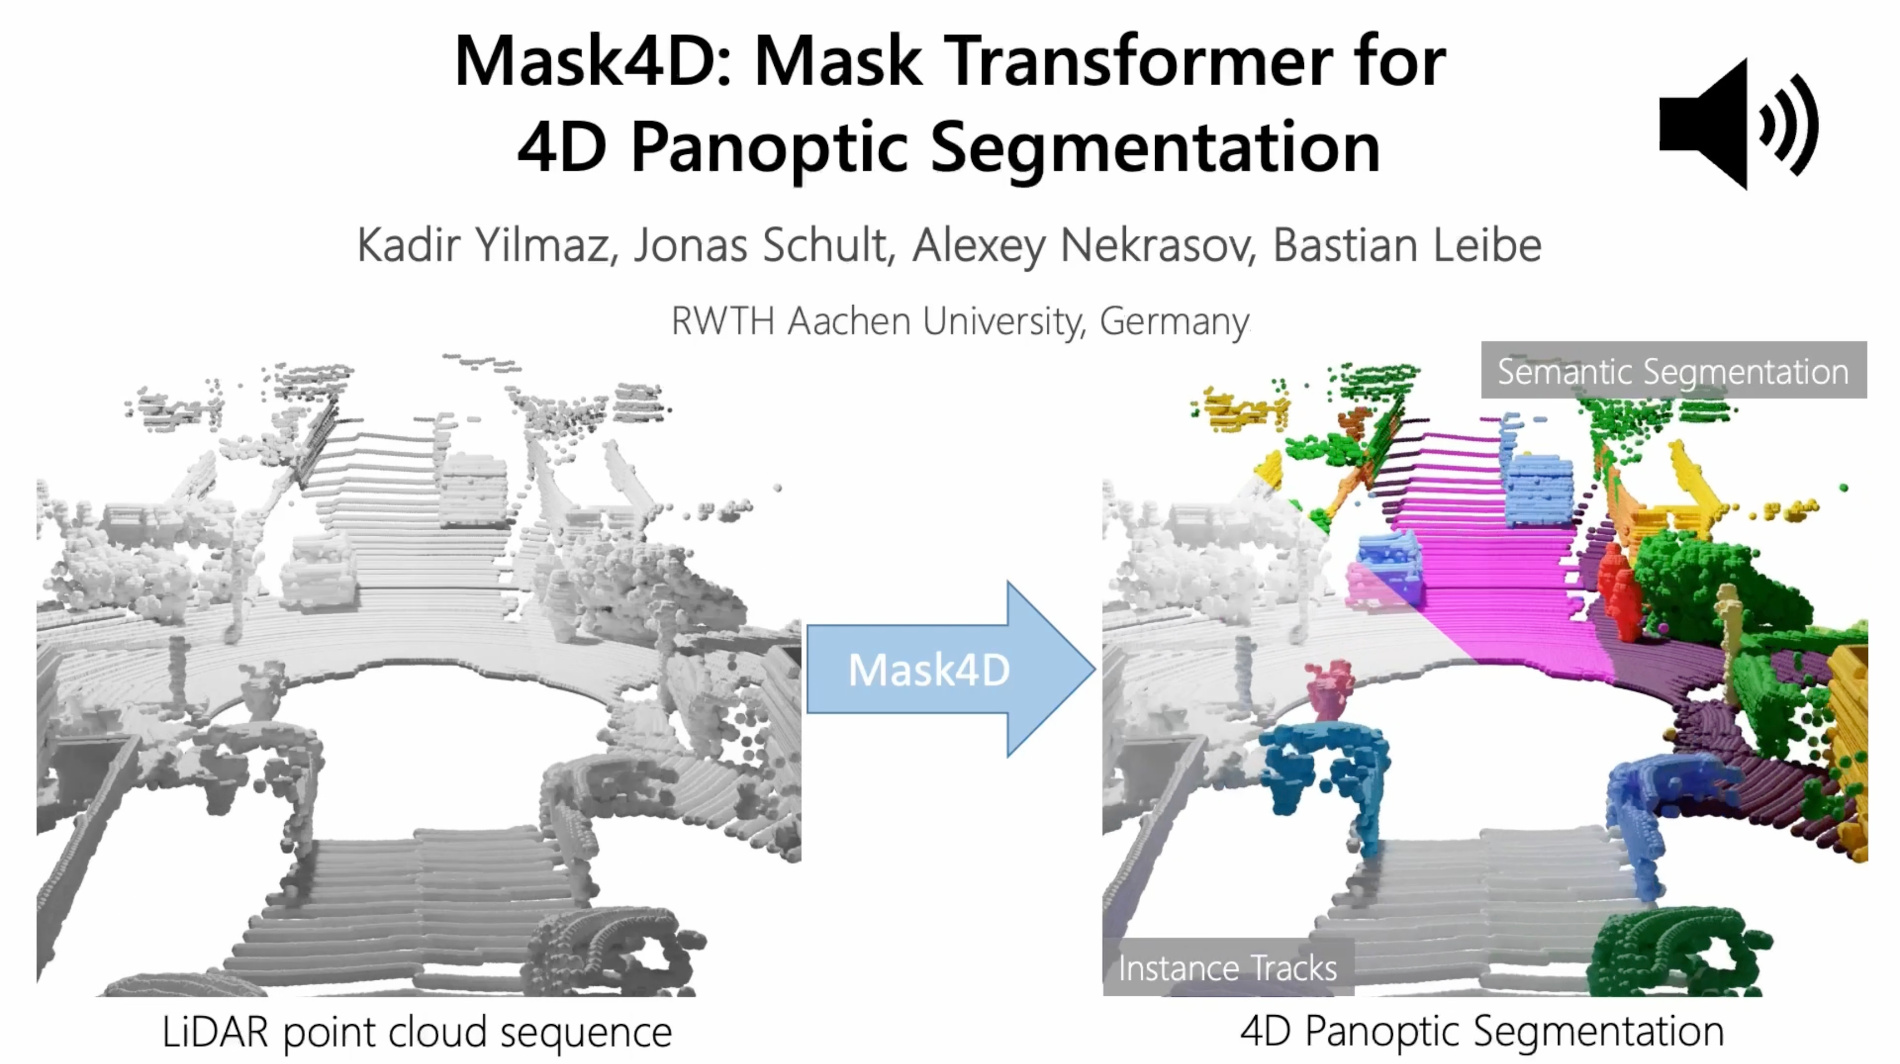 Mask4D: Mask Transformer for
4D Panoptic Segmentation
Kadir Yilmaz, Jonas Schult, Alexey Nekrasov, Bastian Leibe
RWTH Aachen University, Germany
Semantic Segmentation
Mask4D
Instance Tracks
LiDAR point cloud sequence
4D Panoptic Segmentation